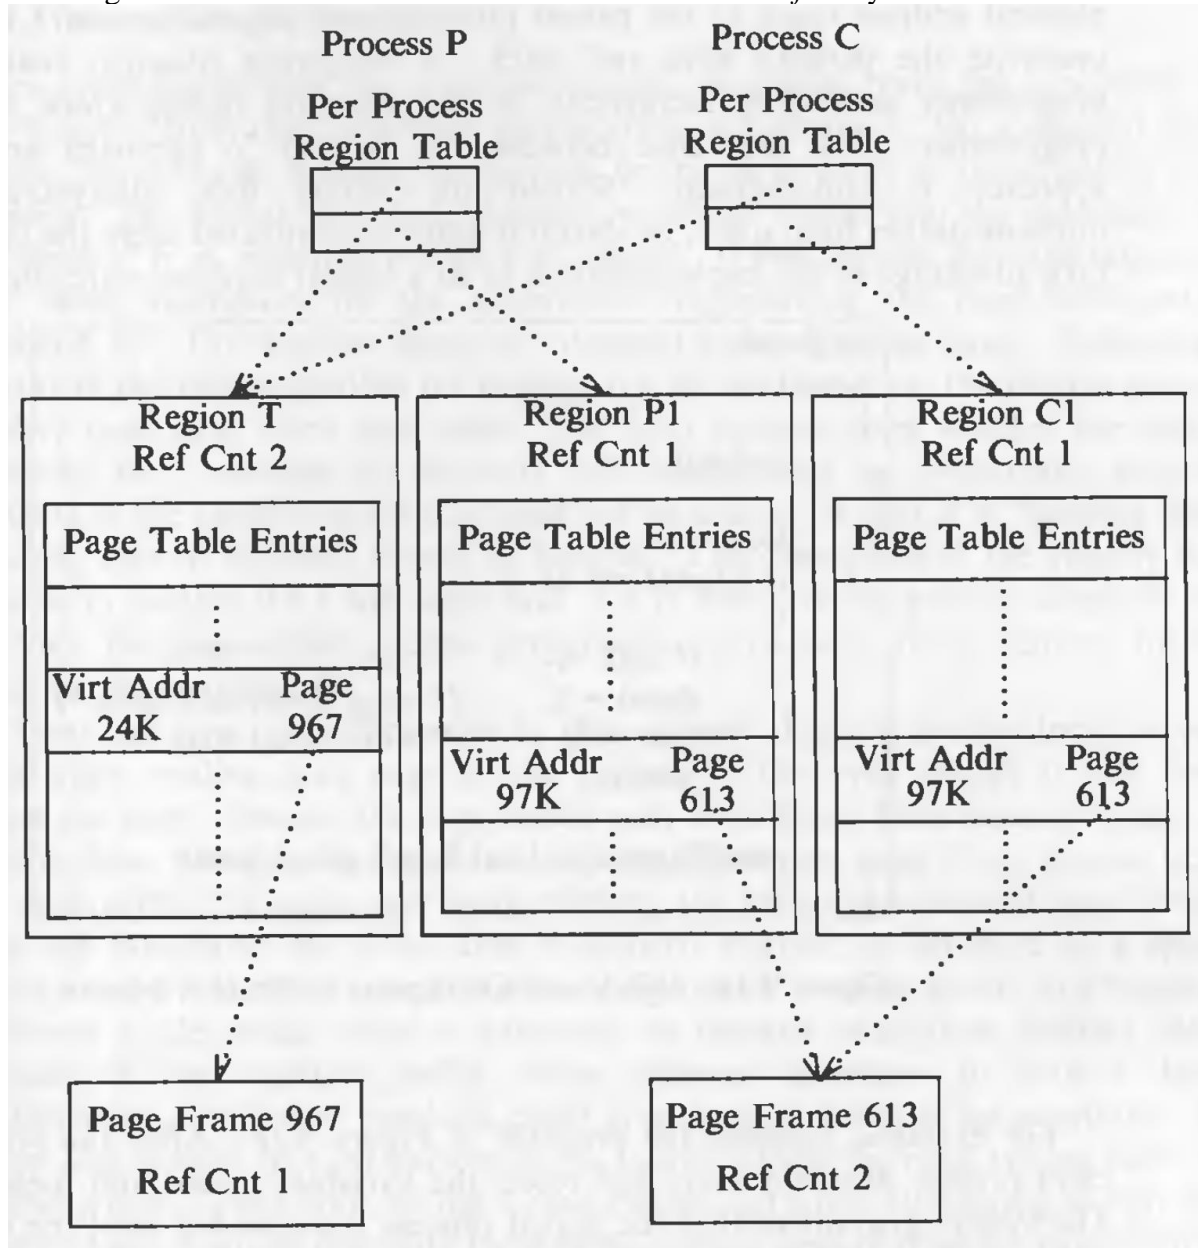 Process P
Process C
Per Process
Region Table
Per Process
Region Table
Region T
Ref Cnt 2
Region P1
Ref Cnt 1
Region C1
Ref Cnt 1
Page Table Entries
Page Table Entries
Page Table Entries
Virt Addr Page
24K 967
Virt Addr Page
97K 613
Virt Addr Page
97K 613
Page Frame 967
Ref Cnt 1
Page Frame 613
Ref Cnt 2